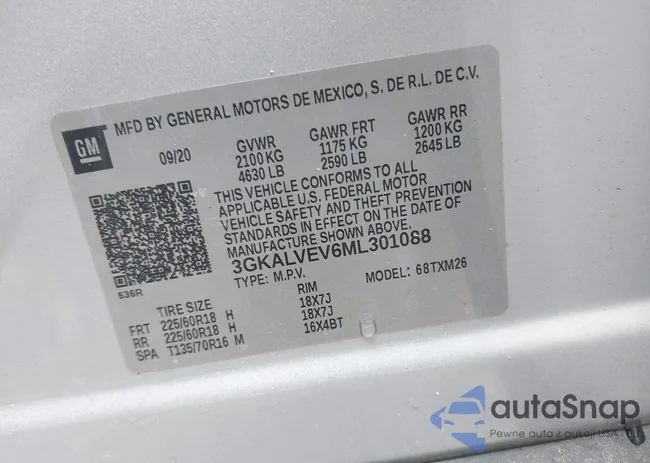 GM
MFD BY GENERAL MOTORS DE MEXICO, S. DE R.L. DE C.V.
09/20 GVWR GAWR FRT GAWR RR
2100 KG 1175 KG 1200 KG
4630 LB 2590 LB 2645 LB
THIS VEHICLE CONFORMS TO ALL
APPLICABLE U.S. FEDERAL MOTOR
VEHICLE SAFETY AND THEFT PREVENTION
STANDARDS IN EFFECT ON THE DATE OF
MANUFACTURE SHOWN ABOVE.
3GKALVEV6ML301088
TYPE: M.P.V. MODEL: 68TXM26
636R
TIRE SIZE RIM
FRT 225/60R18 H 18X7J
RR 225/60R18 H 18X7J
SPA T135/70R16 M 16X4BT
autoSnap
Pewne auta z aukcji USA